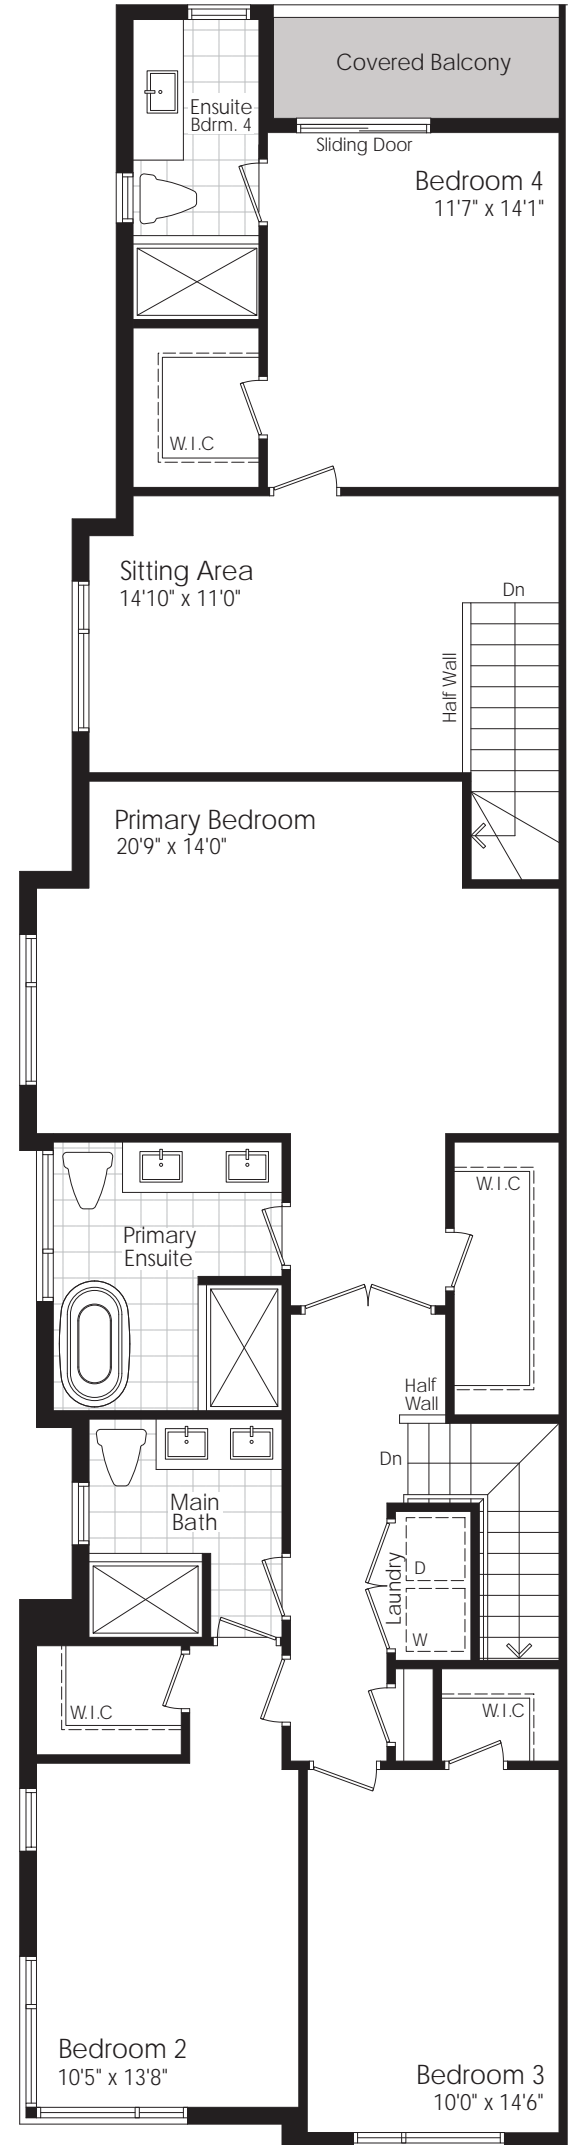 Covered Balcony
Ensuite
Bdrm. 4
Sliding Door
Bedroom 4
11'7" x 14'1"
W.I.C
Sitting Area
14'10" x 11'0"
Dn
Half Wall
Primary Bedroom
20'9" x 14'0"
W.I.C
Primary
Ensuite
Half
Wall
Dn
Main
Bath
Laundry
D
W
W.I.C
W.I.C
Bedroom 2
10'5" x 13'8"
Bedroom 3
10'0" x 14'6"